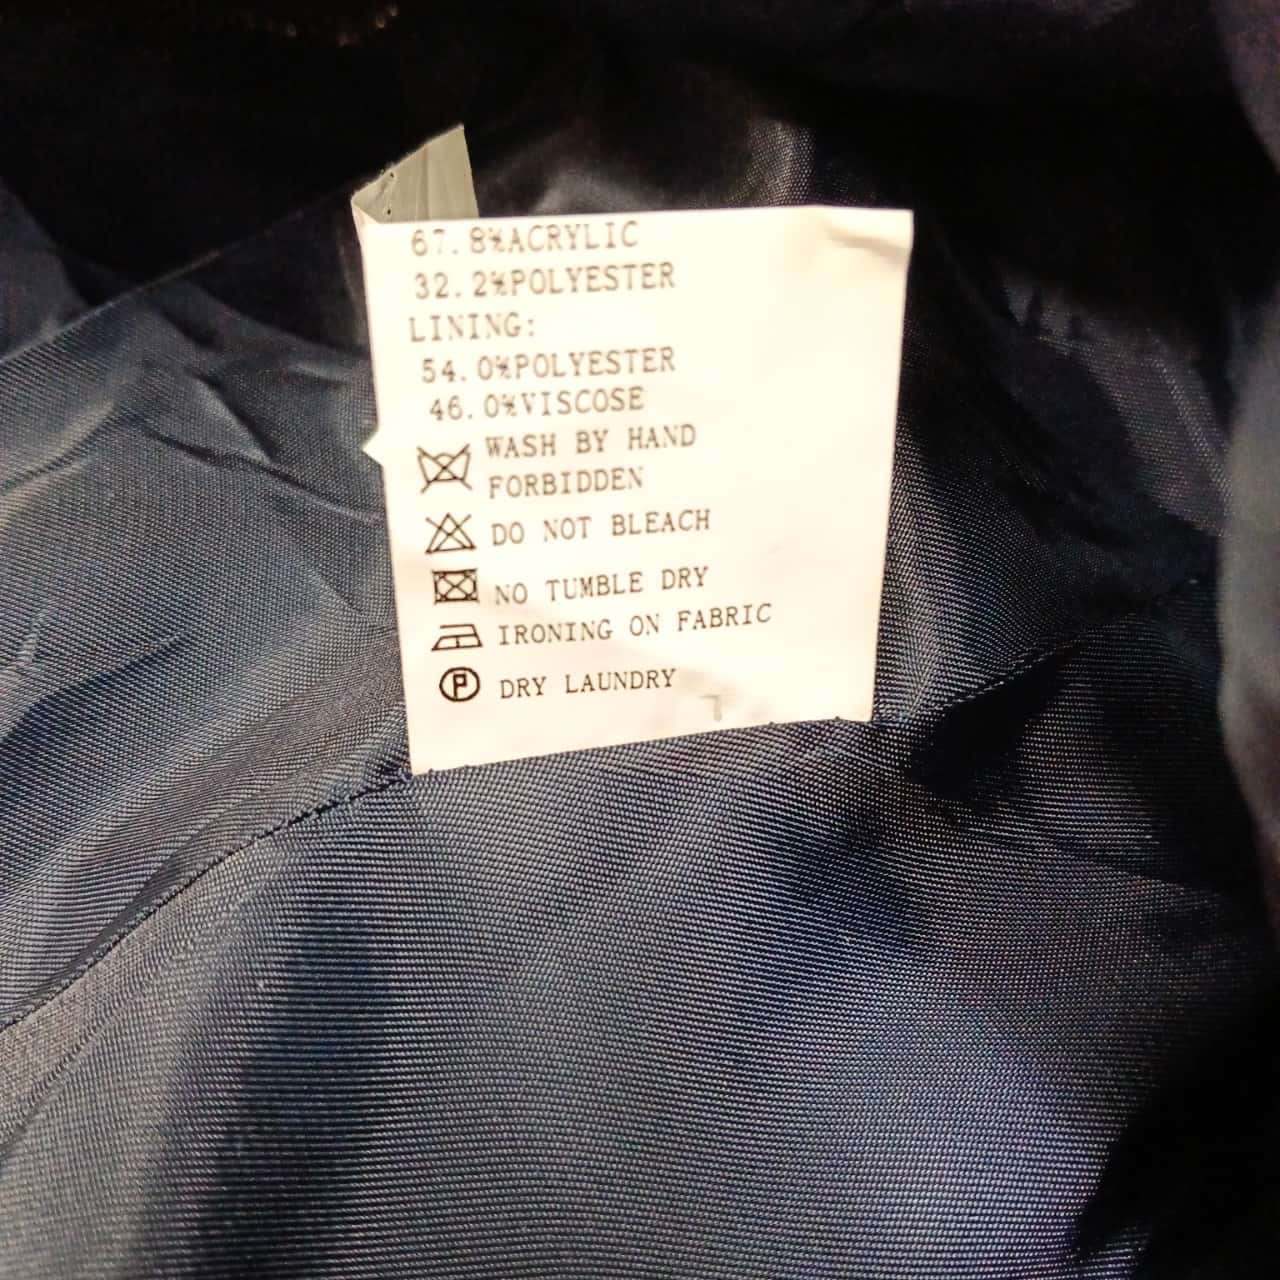 67.8%ACRYLIC
32.2%POLYESTER
LINING:
54.0%POLYESTER
46.0%VISCOSE
WASH BY HAND
FORBIDDEN
DO NOT BLEACH
NO TUMBLE DRY
IRONING ON FABRIC
P DRY LAUNDRY